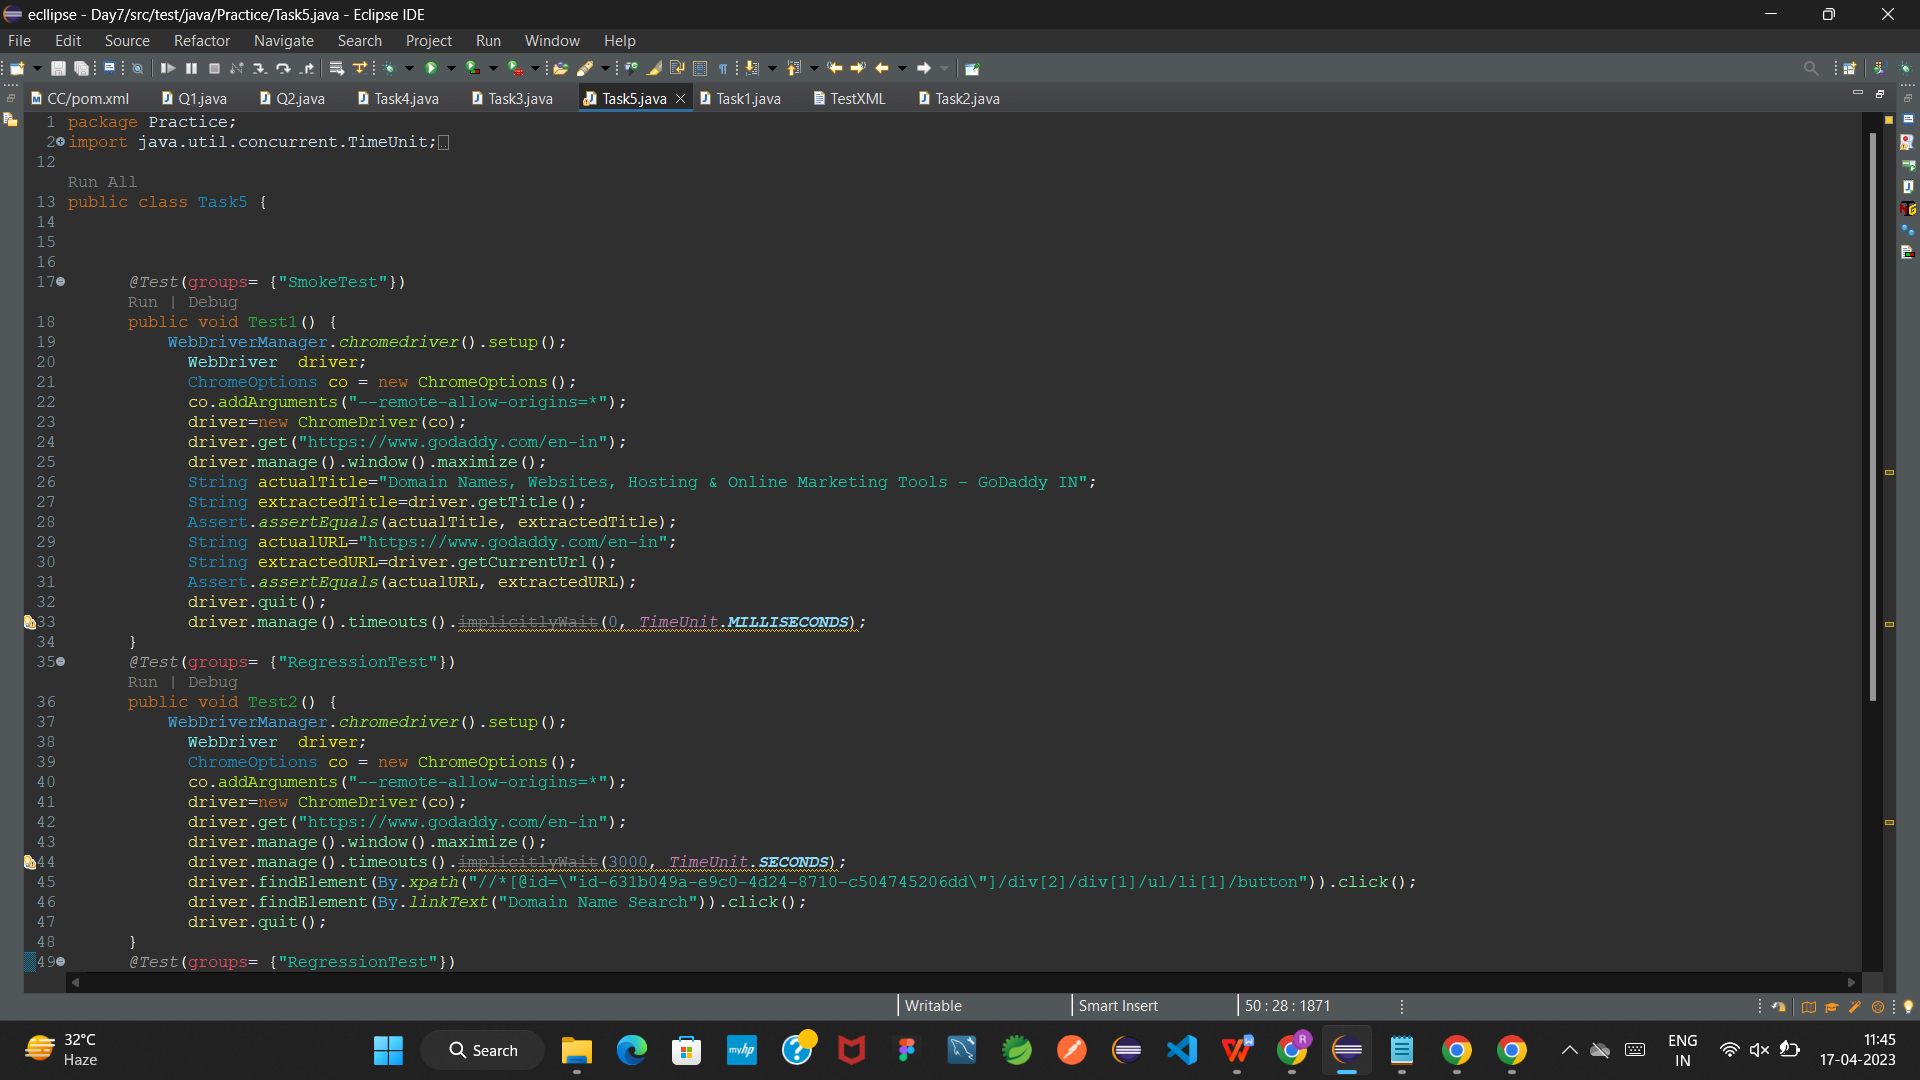 ecllipse - Day7/src/test/java/Practice/Task5.java - Eclipse IDE
File Edit Source Refactor Navigate Search Project Run Window Help
CC/pom.xml Q1.java Q2.java Task4.java Task3.java Task5.java Task1.java TestXML Task2.java
1 package Practice;
2 import java.util.concurrent.TimeUnit;
12
Run All
13 public class Task5 {
14
15
16
17 @Test(groups= {"SmokeTest"})
Run | Debug
18 public void Test1() {
19 WebDriverManager.chromedriver().setup();
20 WebDriver driver;
21 ChromeOptions co = new ChromeOptions();
22 co.addArguments("--remote-allow-origins=*");
23 driver=new ChromeDriver(co);
24 driver.get("https://www.godaddy.com/en-in");
25 driver.manage().window().maximize();
26 String actualTitle="Domain Names, Websites, Hosting & Online Marketing Tools - GoDaddy IN";
27 String extractedTitle=driver.getTitle();
28 Assert.assertEquals(actualTitle, extractedTitle);
29 String actualURL="https://www.godaddy.com/en-in";
30 String extractedURL=driver.getCurrentUrl();
31 Assert.assertEquals(actualURL, extractedURL);
32 driver.quit();
33 driver.manage().timeouts().implicitlyWait(0, TimeUnit.MILLISECONDS);
34 }
35 @Test(groups= {"RegressionTest"})
Run | Debug
36 public void Test2() {
37 WebDriverManager.chromedriver().setup();
38 WebDriver driver;
39 ChromeOptions co = new ChromeOptions();
40 co.addArguments("--remote-allow-origins=*");
41 driver=new ChromeDriver(co);
42 driver.get("https://www.godaddy.com/en-in");
43 driver.manage().window().maximize();
44 driver.manage().timeouts().implicitlyWait(3000, TimeUnit.SECONDS);
45 driver.findElement(By.xpath("//*[@id=\"id-631b049a-e9c0-4d24-8710-c504745206dd\"]/div[2]/div[1]/ul/li[1]/button")).click();
46 driver.findElement(By.linkText("Domain Name Search")).click();
47 driver.quit();
48 }
49 @Test(groups= {"RegressionTest"})
Writable Smart Insert 50 : 28 : 1871
32°C
Haze
Search
myhp
R
W
ENG
IN
11:45
17-04-2023